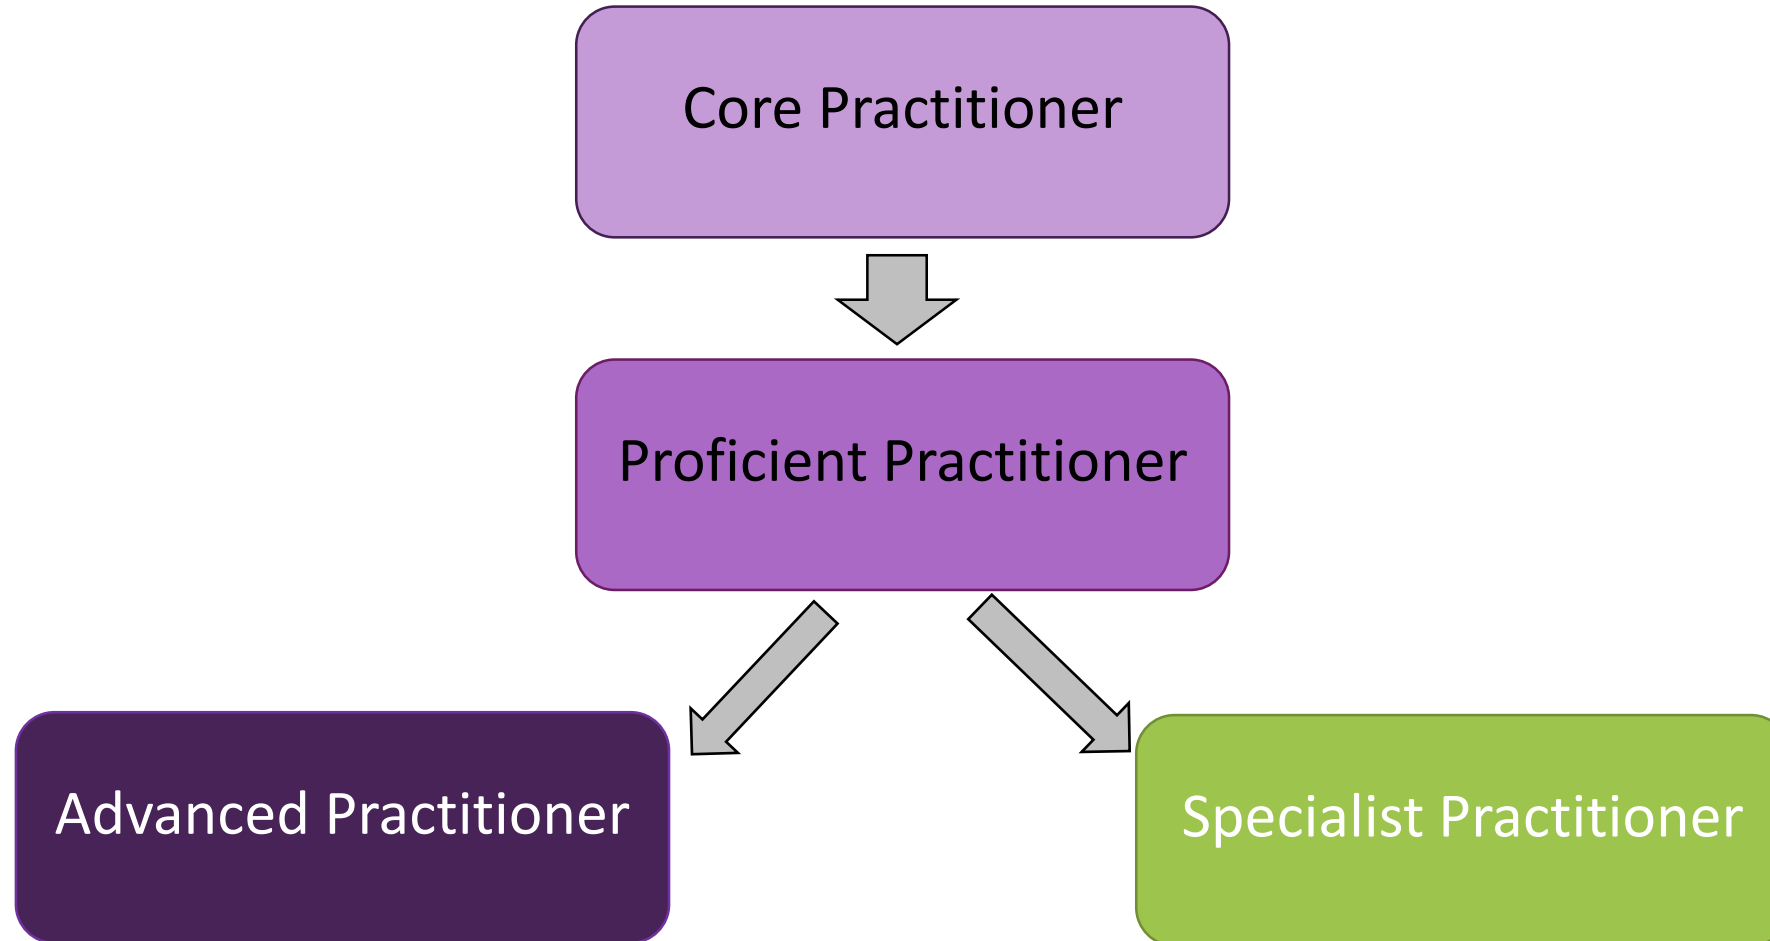 Core Practitioner
Proficient Practitioner
Advanced Practitioner
Specialist Practitioner